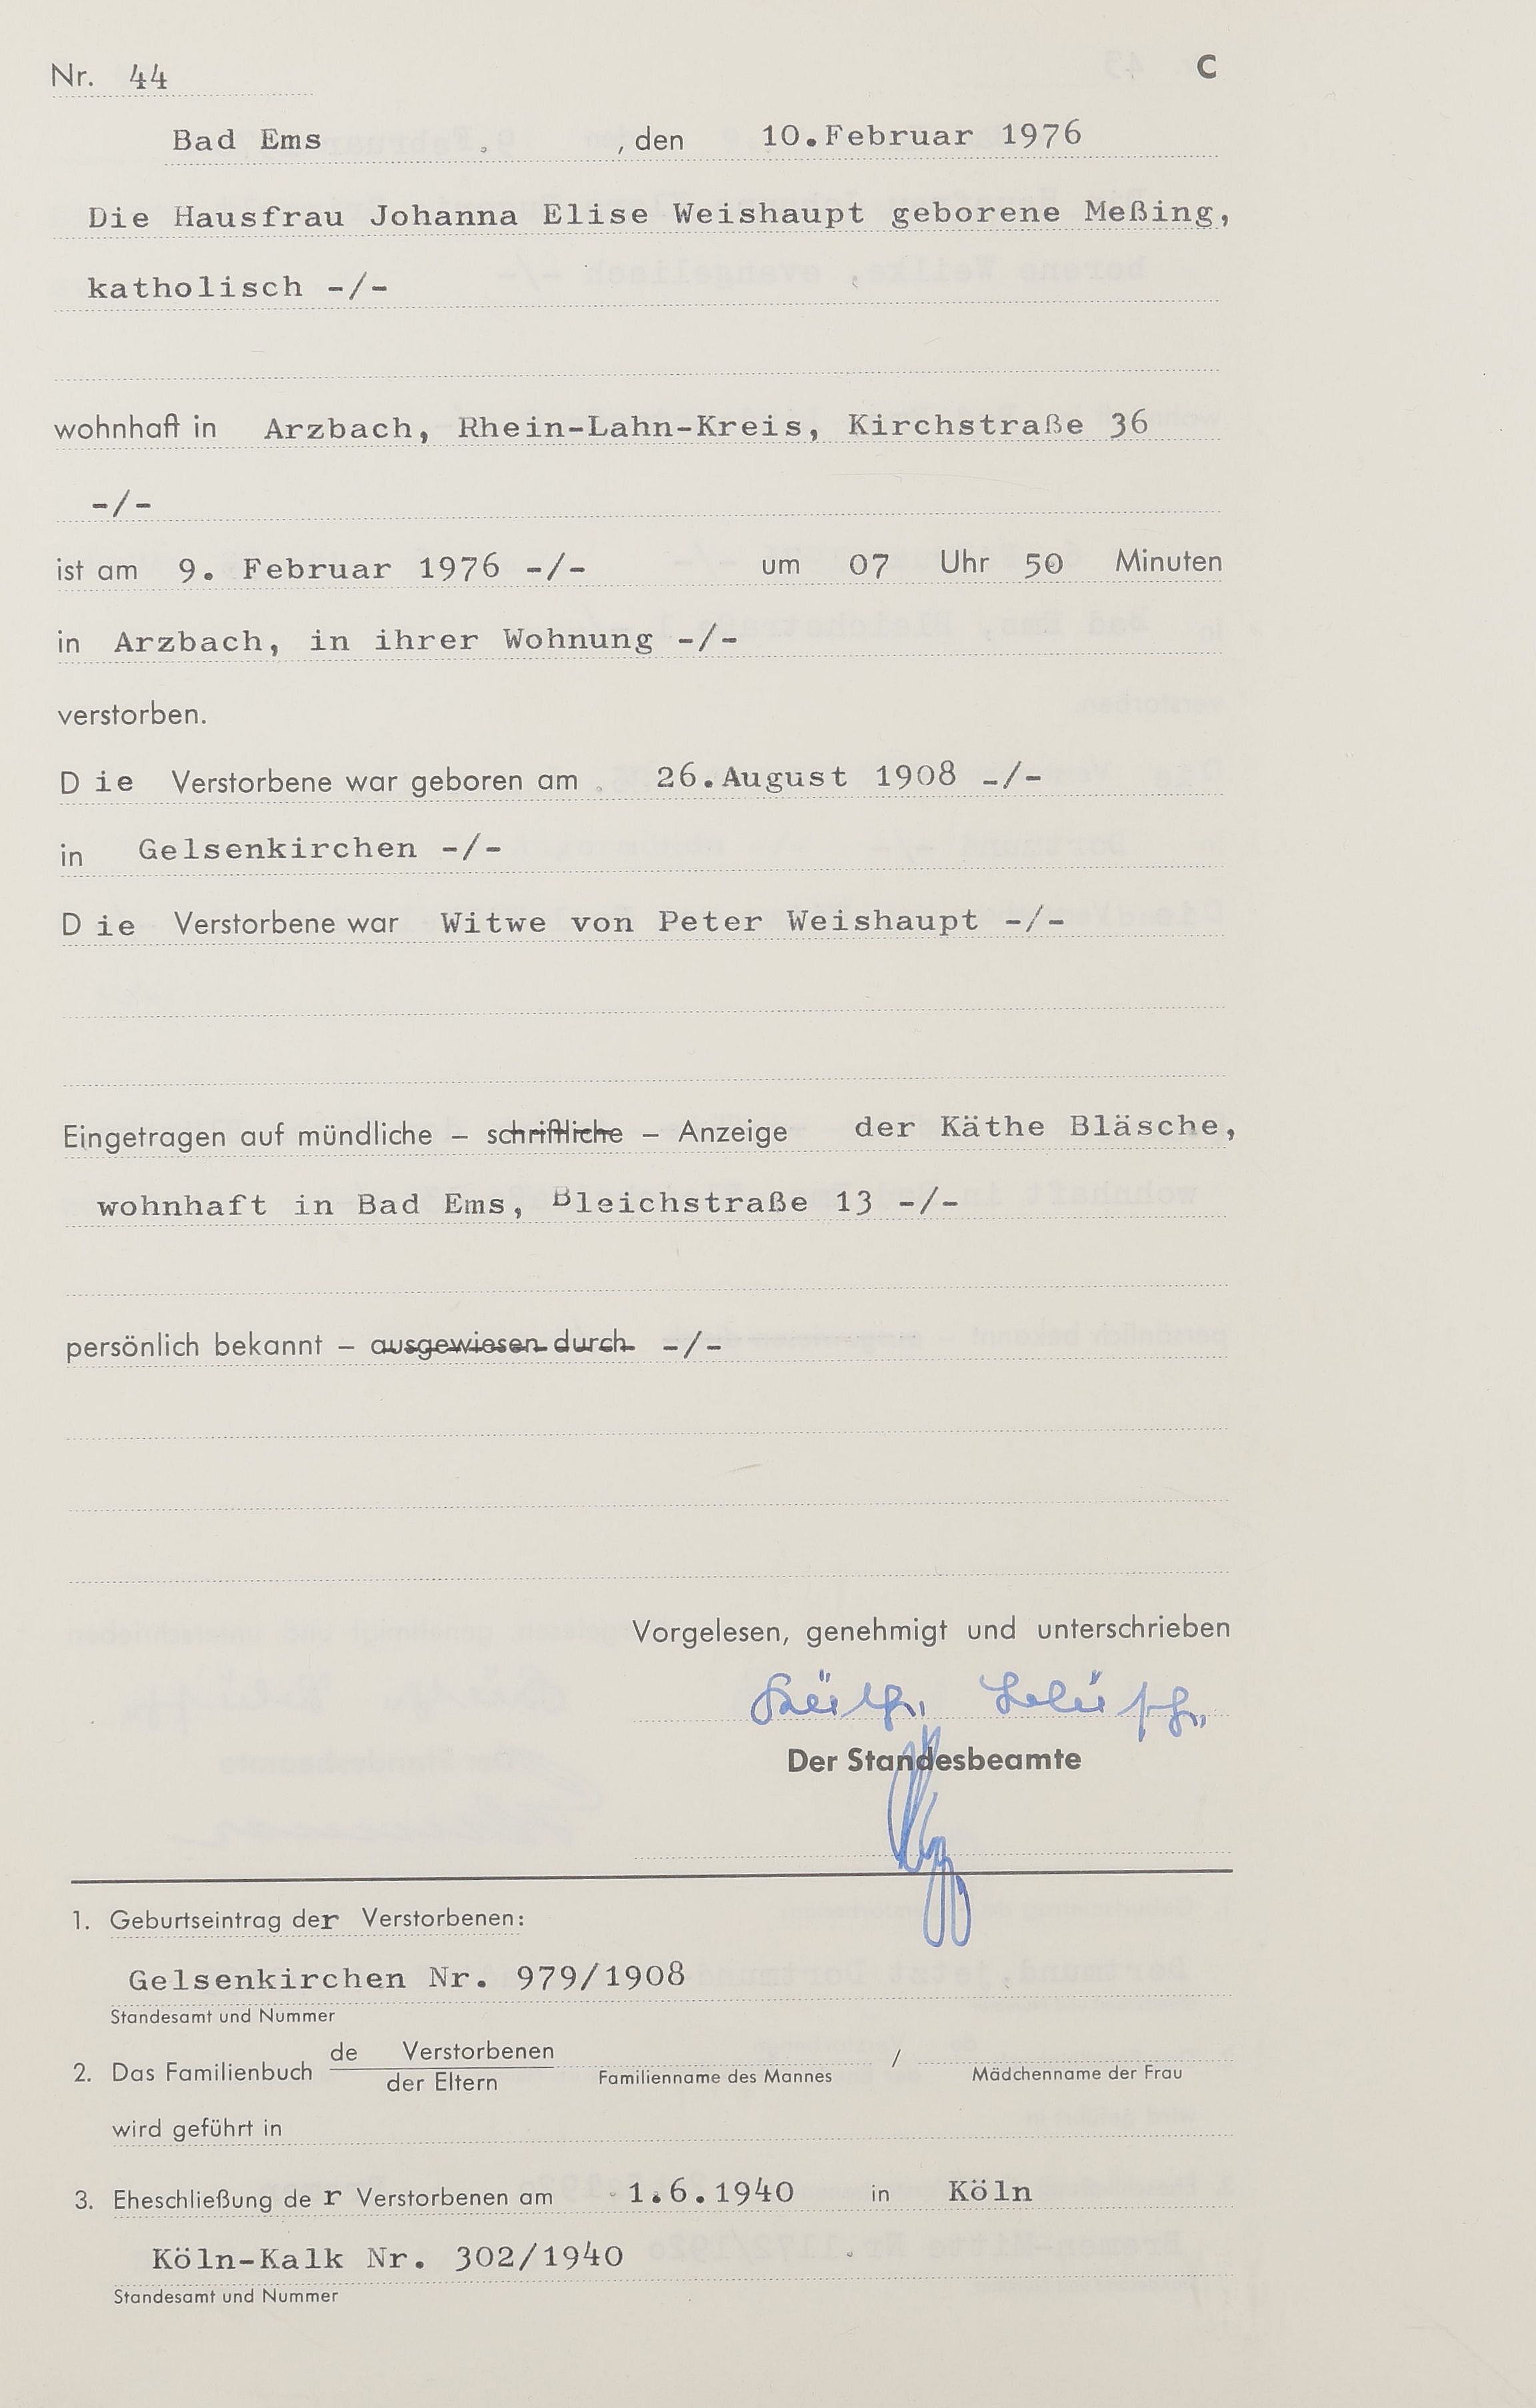 Nr. 44
C
Bad Ems , den 10.Februar 1976
Die Hausfrau Johanna Elise Weishaupt geborene Meßing,
katholisch -/-
wohnhaft in Arzbach, Rhein-Lahn-Kreis, Kirchstraße 36
-/-
ist am 9. Februar 1976 -/- um 07 Uhr 50 Minuten
in Arzbach, in ihrer Wohnung -/-
verstorben.
Die Verstorbene war geboren am 26.August 1908 -/-
in Gelsenkirchen -/-
Die Verstorbene war Witwe von Peter Weishaupt -/-
Eingetragen auf mündliche – schriftliche – Anzeige der Käthe Bläsche,
wohnhaft in Bad Ems, Bleichstraße 13 -/-
persönlich bekannt – ausgewiesen durch -/-
Vorgelesen, genehmigt und unterschrieben
Käthe Bläsche
Der Standesbeamte
1. Geburtseintrag der Verstorbenen:
Gelsenkirchen Nr. 979/1908
Standesamt und Nummer
de Verstorbenen
2. Das Familienbuch der Eltern Familienname des Mannes / Mädchenname der Frau
wird geführt in
3. Eheschließung der Verstorbenen am 1.6.1940 in Köln
Köln-Kalk Nr. 302/1940
Standesamt und Nummer